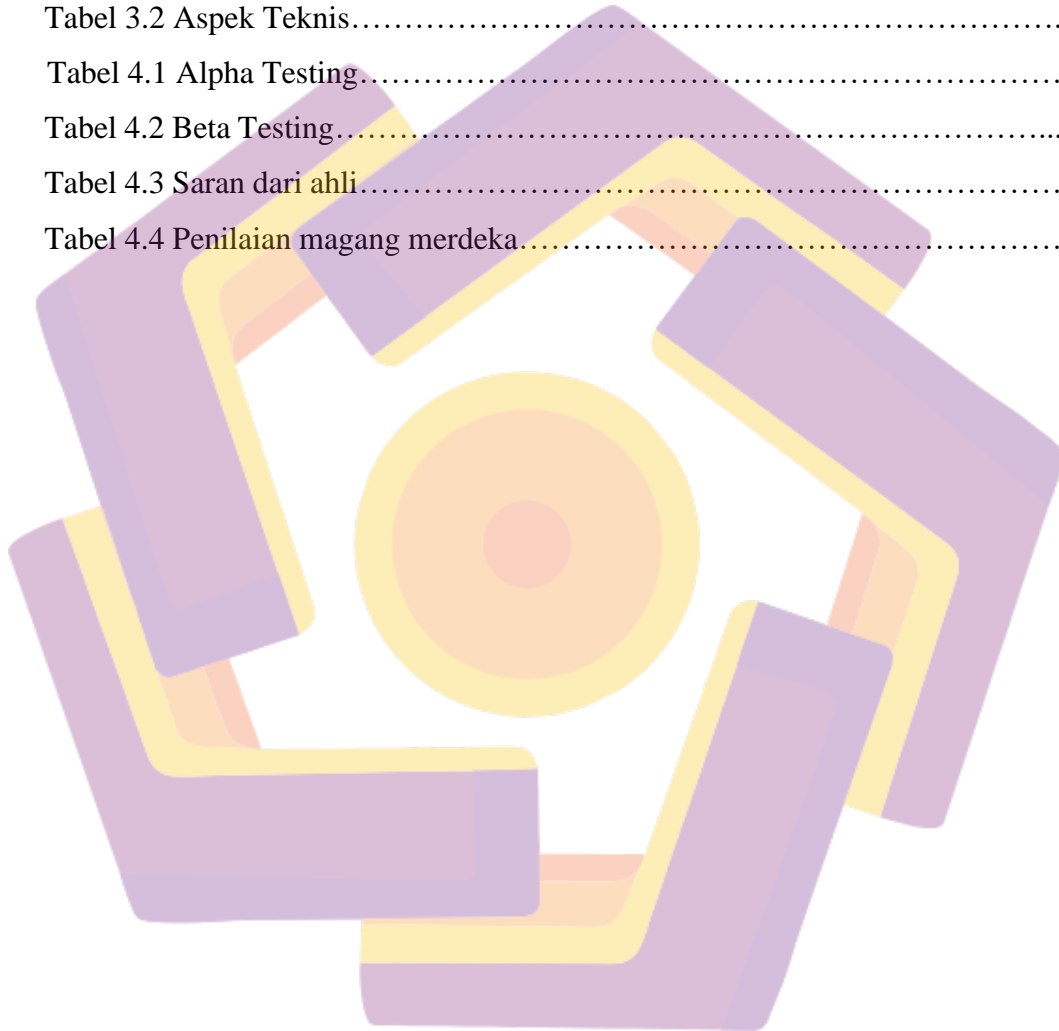 Tabel 3.2 Aspek Teknis……………………………………………………………………
Tabel 4.1 Alpha Testing……………………………………………………………………
Tabel 4.2 Beta Testing……………………………………………………………………...
Tabel 4.3 Saran dari ahli……………………………………………………………………
Tabel 4.4 Penilaian magang merdeka……………………………………………………